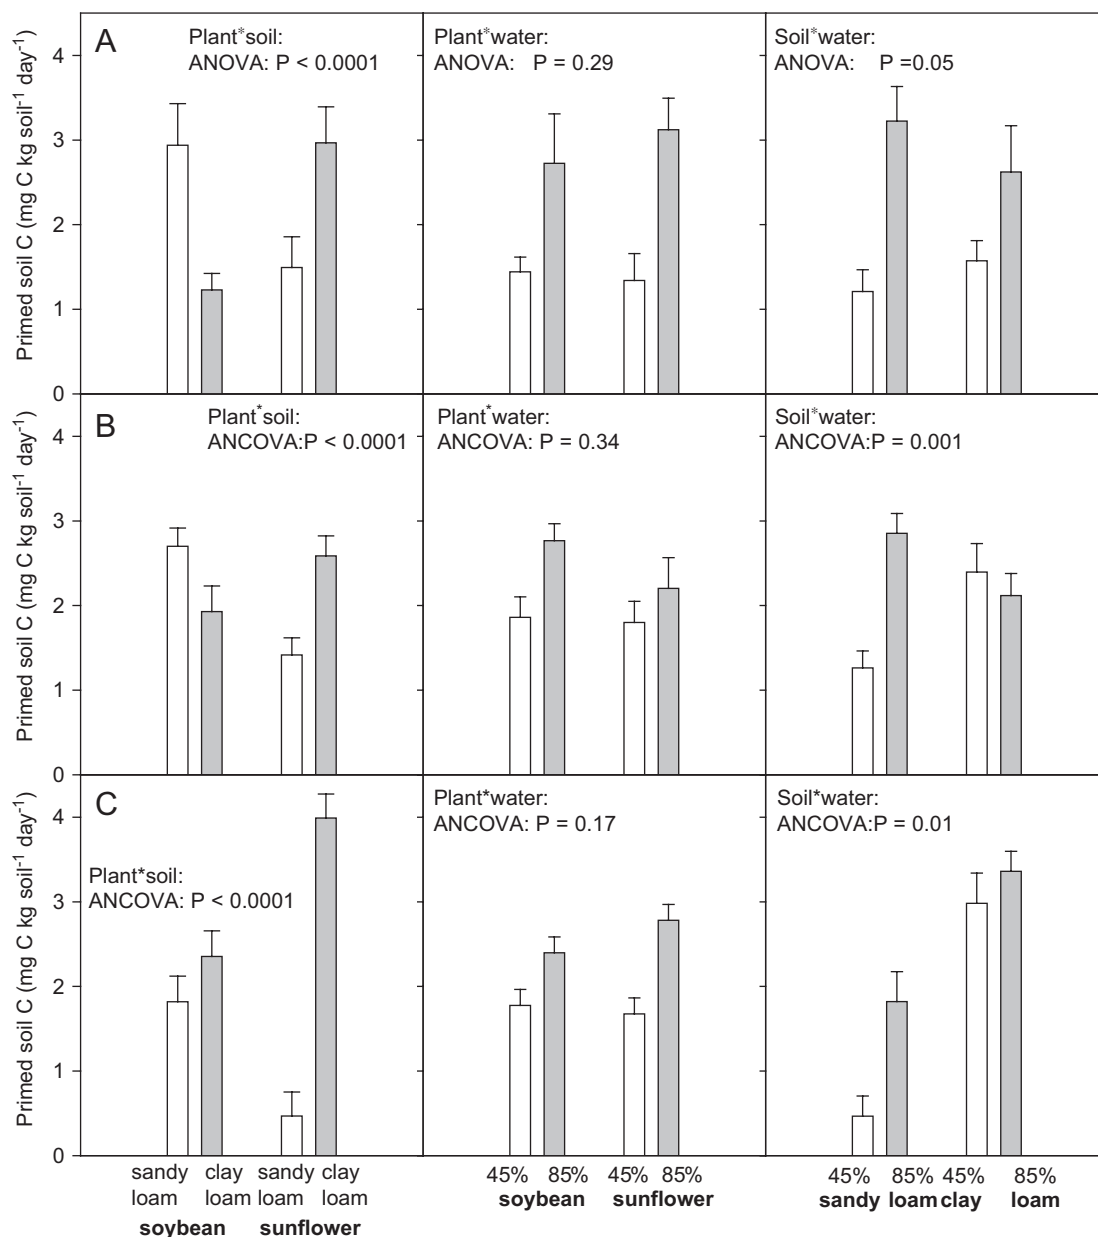 A
Plant*soil:
ANOVA: P < 0.0001
Plant*water:
ANOVA: P = 0.29
Soil*water:
ANOVA: P =0.05
Primed soil C (mg C kg soil⁻¹ day⁻¹)
4
3
2
1
0
B
Plant*soil:
ANCOVA:P < 0.0001
Plant*water:
ANCOVA: P = 0.34
Soil*water:
ANCOVA:P = 0.001
Primed soil C (mg C kg soil⁻¹ day⁻¹)
4
3
2
1
0
C
Plant*soil:
ANCOVA: P < 0.0001
Plant*water:
ANCOVA: P = 0.17
Soil*water:
ANCOVA:P = 0.01
Primed soil C (mg C kg soil⁻¹ day⁻¹)
4
3
2
1
0
sandy clay sandy clay
loam loam loam loam
soybean sunflower
45% 85% 45% 85%
soybean sunflower
45% 85% 45% 85%
sandy loam clay loam